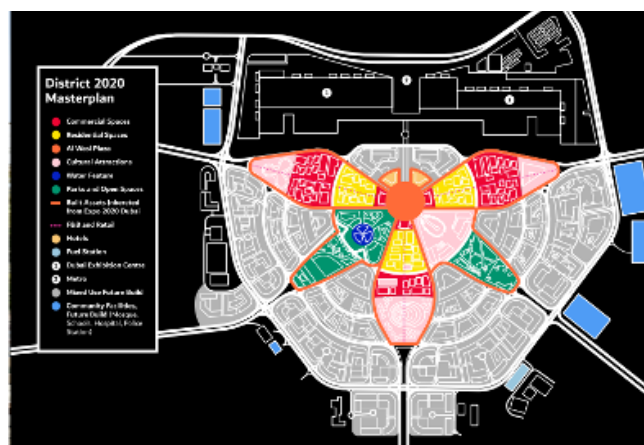 District 2020
Masterplan
Commercial Spaces
Residential Spaces
Al Wasl Plaza
Cultural Attractions
Water Feature
Parks and Open Spaces
Built Assets Inherited
from Expo 2020 Dubai
F&B and Retail
Hotels
Fuel Station
1 Dubai Exhibition Centre
2 Metro
Mixed Use Future Build
Community Facilities,
Future Build (Mosque,
School, Hospital, Police
Station)